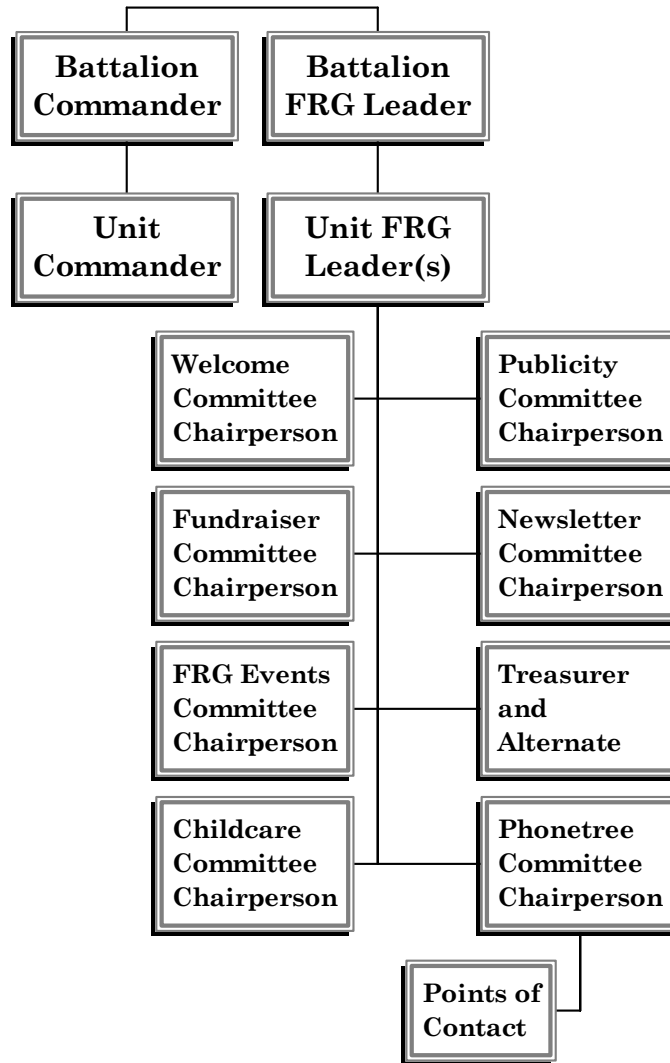 Battalion
Commander
Battalion
FRG Leader
Unit
Commander
Unit FRG
Leader(s)
Welcome
Committee
Chairperson
Publicity
Committee
Chairperson
Fundraiser
Committee
Chairperson
Newsletter
Committee
Chairperson
FRG Events
Committee
Chairperson
Treasurer
and
Alternate
Childcare
Committee
Chairperson
Phonetree
Committee
Chairperson
Points of
Contact